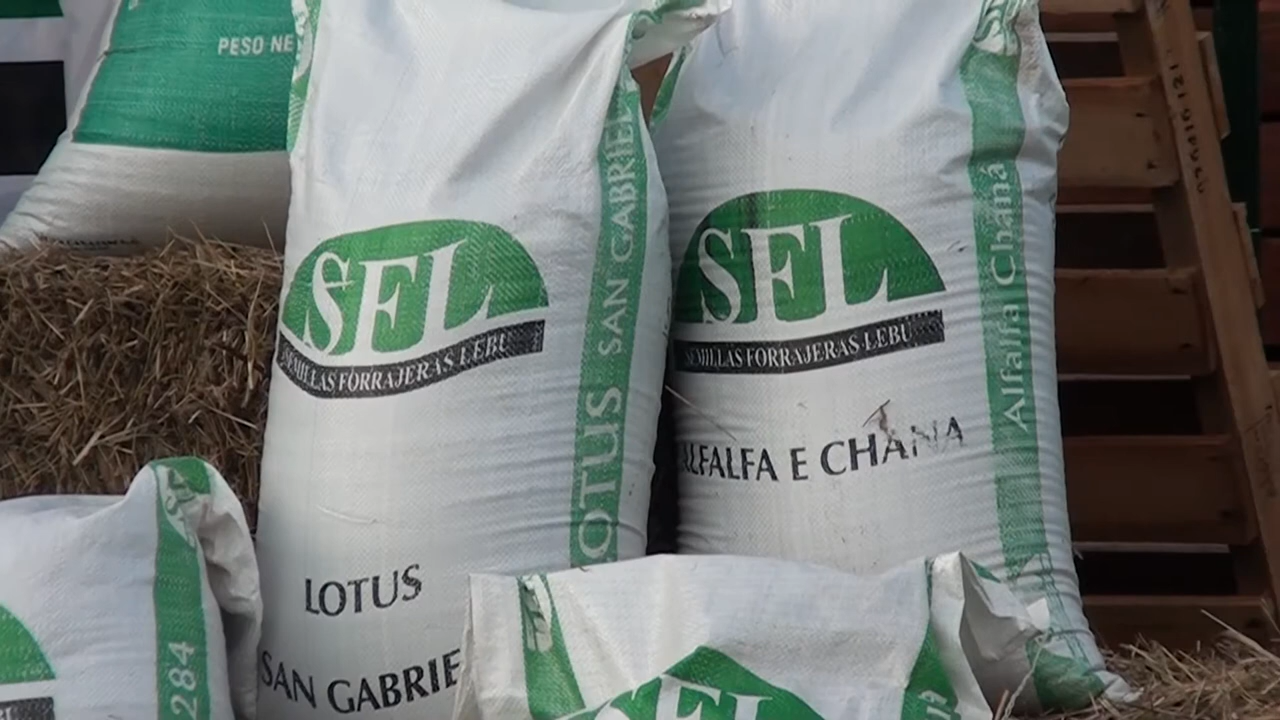 PESO NE
SFL
SEMILLAS FORRAJERAS LEBU
LOTUS
SAN GABRIE
LOTUS SAN GABRIEL
SFL
SEMILLAS FORRAJERAS LEBU
ALFALFA E CHANA
Alfalfa Chaná
284
SFL